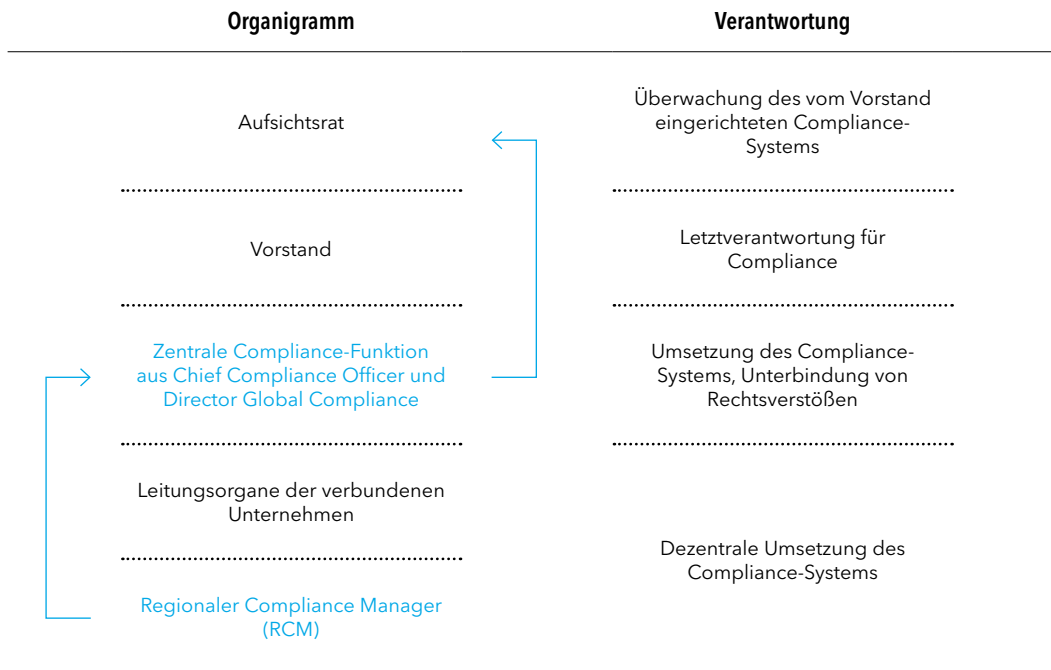 Organigramm
Verantwortung
Aufsichtsrat
Überwachung des vom Vorstand
eingerichteten Compliance-
Systems
Vorstand
Letztverantwortung für
Compliance
Zentrale Compliance-Funktion
aus Chief Compliance Officer und
Director Global Compliance
Umsetzung des Compliance-
Systems, Unterbindung von
Rechtsverstößen
Leitungsorgane der verbundenen
Unternehmen
Regionaler Compliance Manager
(RCM)
Dezentrale Umsetzung des
Compliance-Systems